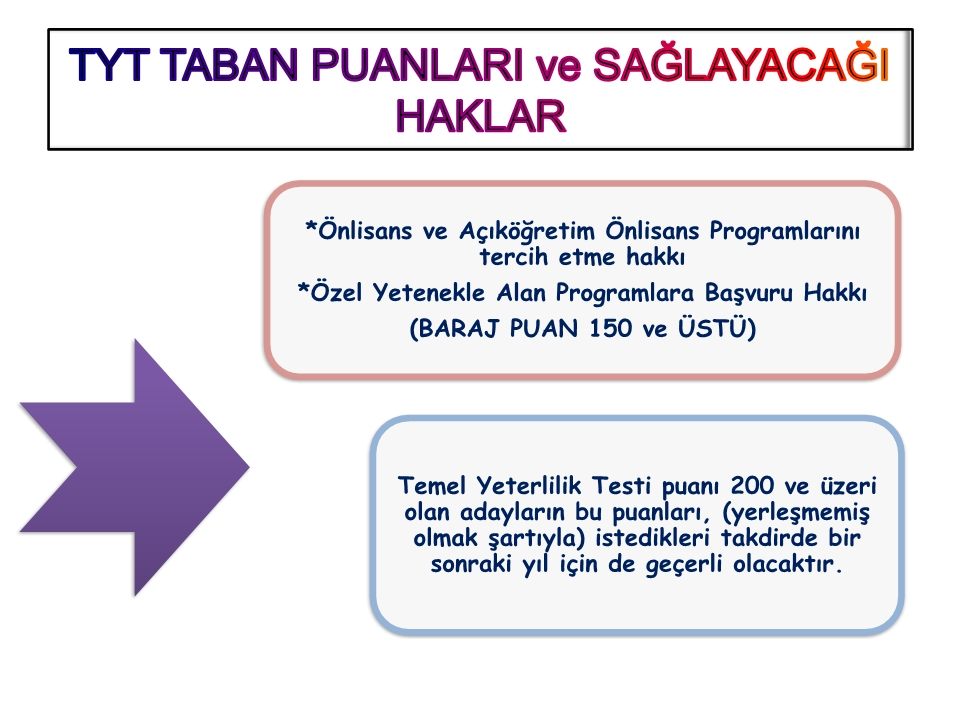 TYT TABAN PUANLARI ve SAĞLAYACAĞI
HAKLAR
*Önlisans ve Açıköğretim Önlisans Programlarını
tercih etme hakkı
*Özel Yetenekle Alan Programlara Başvuru Hakkı
(BARAJ PUAN 150 ve ÜSTÜ)
Temel Yeterlilik Testi puanı 200 ve üzeri
olan adayların bu puanları, (yerleşmemiş
olmak şartıyla) istedikleri takdirde bir
sonraki yıl için de geçerli olacaktır.